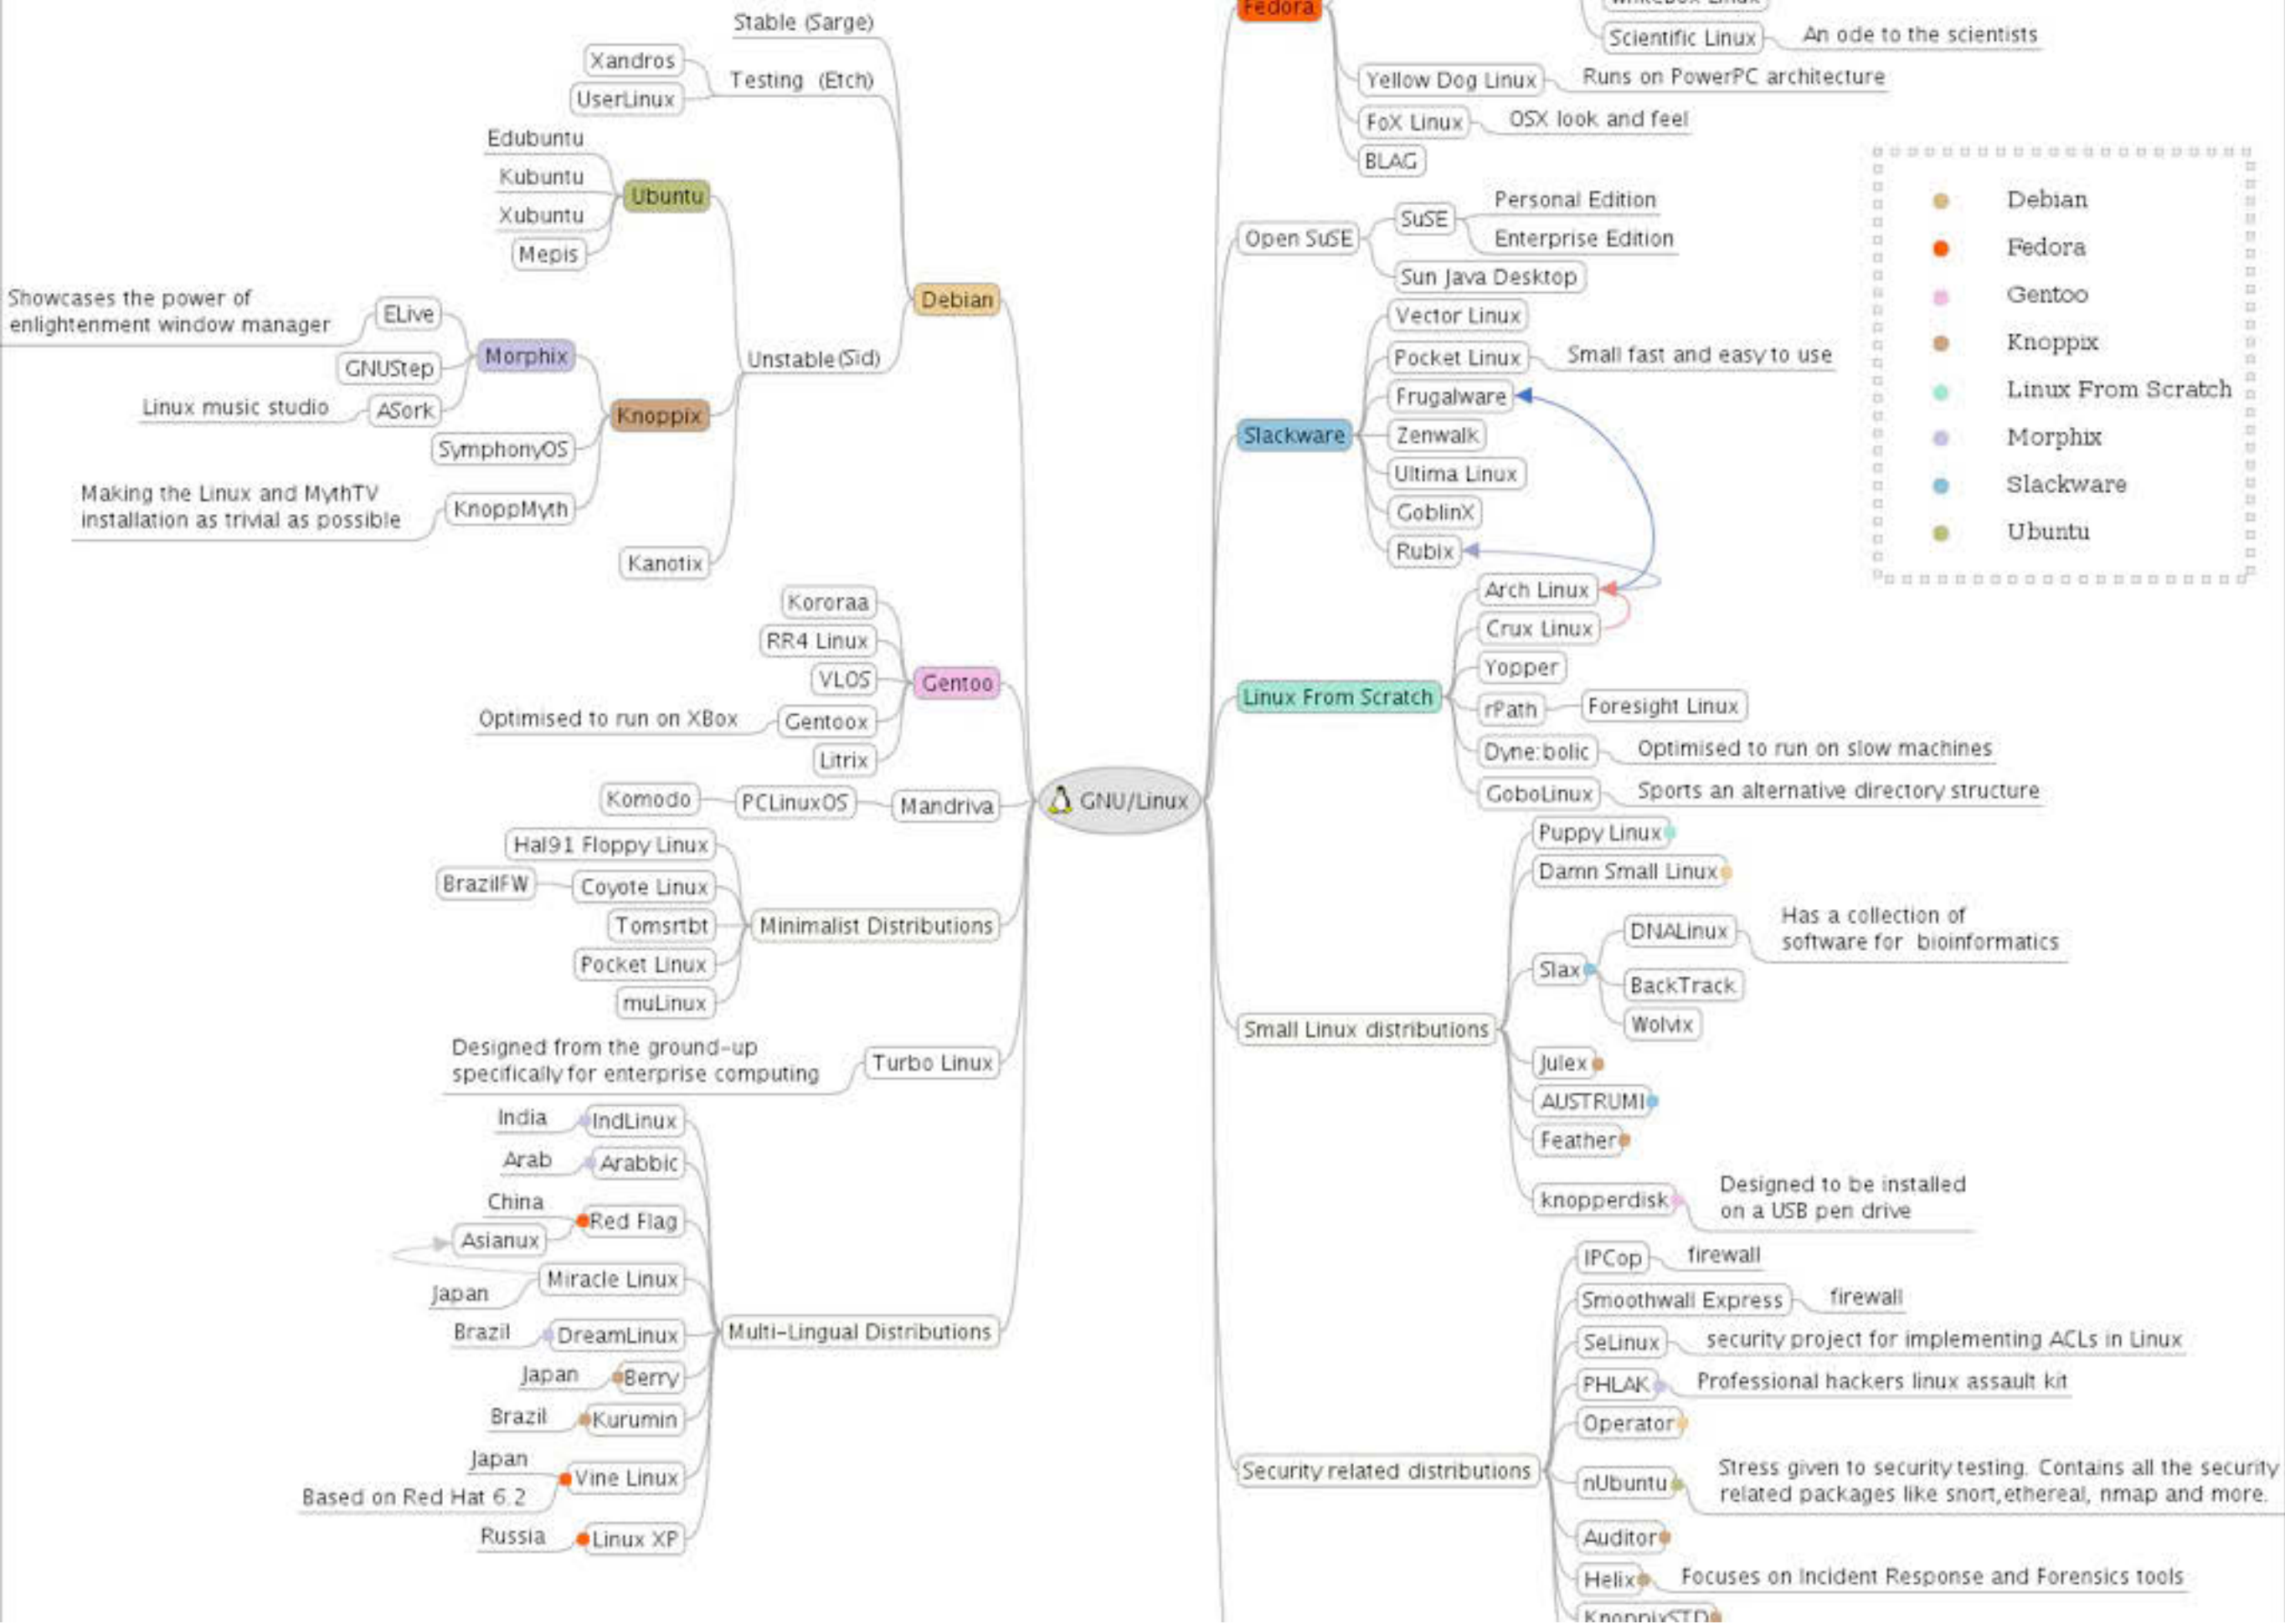 Stable (Sarge)
Xandros
Testing (Etch)
UserLinux
Edubuntu
Kubuntu
Ubuntu
Xubuntu
Mepis
Debian
Showcases the power of
enlightenment window manager
ELive
Morphix
Unstable(Sid)
GNUStep
Linux music studio
ASork
Knoppix
SymphonyOS
Making the Linux and MythTV
installation as trivial as possible
KnoppMyth
Kanotix
Kororaa
RR4 Linux
VLOS
Gentoo
Optimised to run on XBox
Gentoox
Litrix
Komodo
PCLinuxOS
Mandriva
GNU/Linux
Hal91 Floppy Linux
BrazilFW
Coyote Linux
Tomsrtbt
Minimalist Distributions
Pocket Linux
muLinux
Designed from the ground-up
specifically for enterprise computing
Turbo Linux
India
IndLinux
Arab
Arabbic
China
Red Flag
Asianux
Miracle Linux
Japan
Brazil
DreamLinux
Multi-Lingual Distributions
Japan
Berry
Brazil
Kurumin
Japan
Vine Linux
Based on Red Hat 6.2
Russia
Linux XP
Fedora
Whitebox Linux
Scientific Linux
An ode to the scientists
Yellow Dog Linux
Runs on PowerPC architecture
FoX Linux
OSX look and feel
BLAG
Open SuSE
SuSE
Personal Edition
Enterprise Edition
Sun Java Desktop
Vector Linux
Pocket Linux
Small fast and easy to use
Frugalware
Slackware
Zenwalk
Ultima Linux
GoblinX
Rubix
Arch Linux
Crux Linux
Yopper
Linux From Scratch
rPath
Foresight Linux
Dyne:bolic
Optimised to run on slow machines
GoboLinux
Sports an alternative directory structure
Puppy Linux
Damn Small Linux
Slax
DNALinux
Has a collection of
software for bioinformatics
BackTrack
Wolvix
Small Linux distributions
Julex
AUSTRUMI
Feather
knopperdisk
Designed to be installed
on a USB pen drive
IPCop
firewall
Smoothwall Express
firewall
SeLinux
security project for implementing ACLs in Linux
PHLAK
Professional hackers linux assault kit
Operator
Security related distributions
nUbuntu
Stress given to security testing. Contains all the security
related packages like snort,ethereal, nmap and more.
Auditor
Helix
Focuses on Incident Response and Forensics tools
KnoppixSTD
Debian
Fedora
Gentoo
Knoppix
Linux From Scratch
Morphix
Slackware
Ubuntu